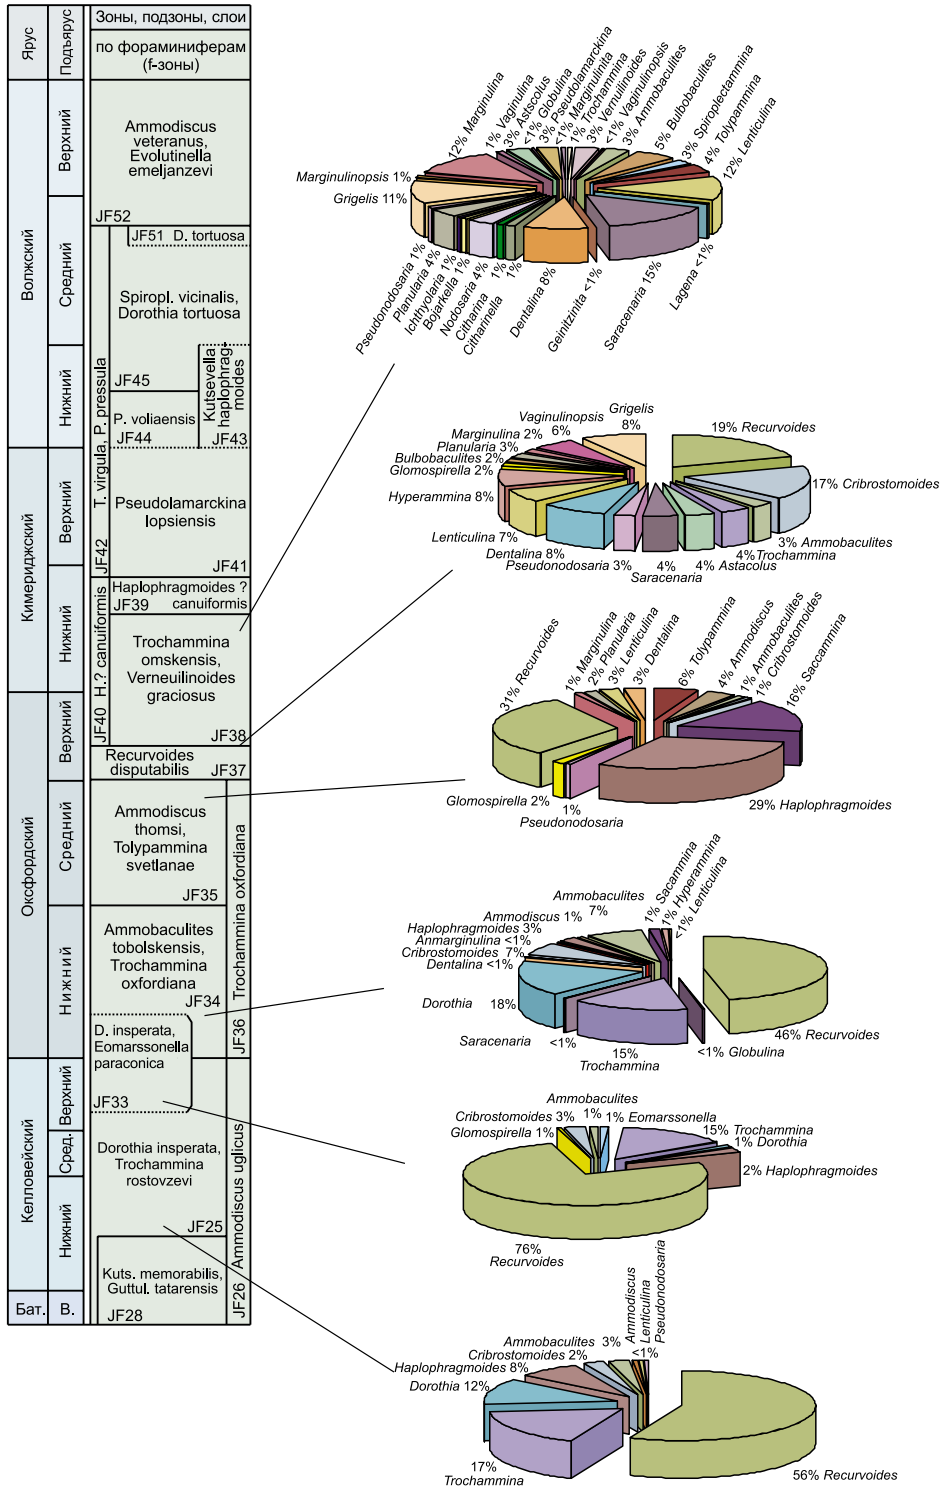 Ярус
Подъярус
Зоны, подзоны, слои
по фораминиферам
(f-зоны)
Волжский
Верхний
Средний
Нижний
Кимериджский
Верхний
Нижний
Оксфордский
Верхний
Средний
Нижний
Келловейский
Верхний
Сред.
Нижний
Бат.
В.
Ammodiscus
veteranus,
Evolutinella
emeljanzevi
JF52
JF51 D. tortuosa
Spiropl. vicinalis,
Dorothia tortuosa
JF45
Kutsevella
haplophrag-
moides
JF43
P. voliaensis
JF44
JF42 T. virgula, P. pressula
Pseudolamarckina
lopsiensis
JF41
Haplophragmoides ?
JF39 canuiformis
JF40 H.? canuiformis
Trochammina
omskensis,
Verneuilinoides
graciosus
JF38
Recurvoides
disputabilis
JF37
Ammodiscus
thomsi,
Tolypammina
svetlanae
JF35
JF36 Trochammina oxfordiana
Ammobaculites
tobolskensis,
Trochammina
oxfordiana
JF34
D. insperata,
Eomarssonella
paraconica
JF33
Dorothia insperata,
Trochammina
rostovzevi
JF25
JF26 Ammodiscus uglicus
Kuts. memorabilis,
Guttul. tatarensis
JF28
12% Marginulina
1% Vaginulina
3% Astscolus
<1% Globulina
3% Pseudolamarckina
<1% Marginulinita
1% Trochammina
3% Vernulinoides
<1% Vaginulinopsis
3% Ammobaculites
5% Bulbobaculites
3% Spiroplectammina
4% Tolypammina
12% Lenticulina
Marginulinopsis 1%
Grigelis 11%
Pseudonodosaria 1%
Planularia 4%
Ichthyolaria 1%
Bojarkella 1%
Nodosaria 4%
Citharina 1%
Citharinella 1%
Dentalina 8%
Geinitzinita <1%
Saracenaria 15%
Lagena <1%
Vaginulinopsis
6%
Grigelis
8%
19% Recurvoides
Marginulina 2%
Planularia 3%
Bulbobaculites 2%
Glomospirella 2%
Hyperammina 8%
17% Cribrostomoides
Lenticulina 7%
3% Ammobaculites
Dentalina 8%
4% Trochammina
Pseudonodosaria 3%
4%
Saracenaria
4% Astacolus
31% Recurvoides
1% Marginulina
2% Planularia
3% Lenticulina
3% Dentalina
6% Tolypammina
4% Ammodiscus
1% Ammobaculites
1% Cribrostomoides
16% Saccammina
Glomospirella 2%
1%
Pseudonodosaria
29% Haplophragmoides
Ammobaculites
7%
1% Sacammina
1% Hyperammina
<1% Lenticulina
Ammodiscus 1%
Haplophragmoides 3%
Anmarginulina <1%
Cribrostomoides 7%
Dentalina <1%
Dorothia
18%
Saracenaria
<1%
15%
Trochammina
<1% Globulina
46% Recurvoides
Ammobaculites
1%
Cribrostomoides 3%
Glomospirella 1%
1% Eomarssonella
15% Trochammina
1% Dorothia
2% Haplophragmoides
76%
Recurvoides
Ammobaculites 3%
Cribrostomoides 2%
Haplophragmoides 8%
Dorothia 12%
Ammodiscus
Lenticulina
Pseudonodosaria
<1%
17%
Trochammina
56% Recurvoides